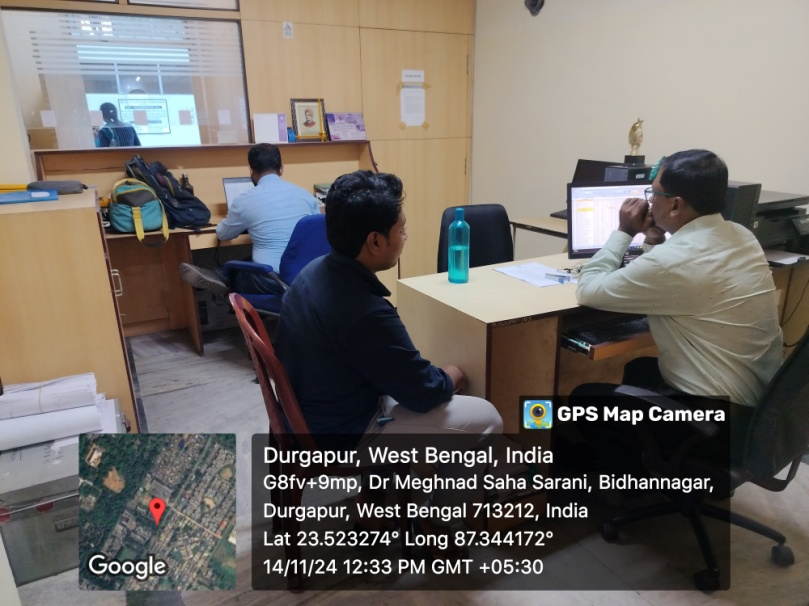 GPS Map Camera
Durgapur, West Bengal, India
G8fv+9mp, Dr Meghnad Saha Sarani, Bidhannagar,
Durgapur, West Bengal 713212, India
Lat 23.523274° Long 87.344172°
14/11/24 12:33 PM GMT +05:30
Google